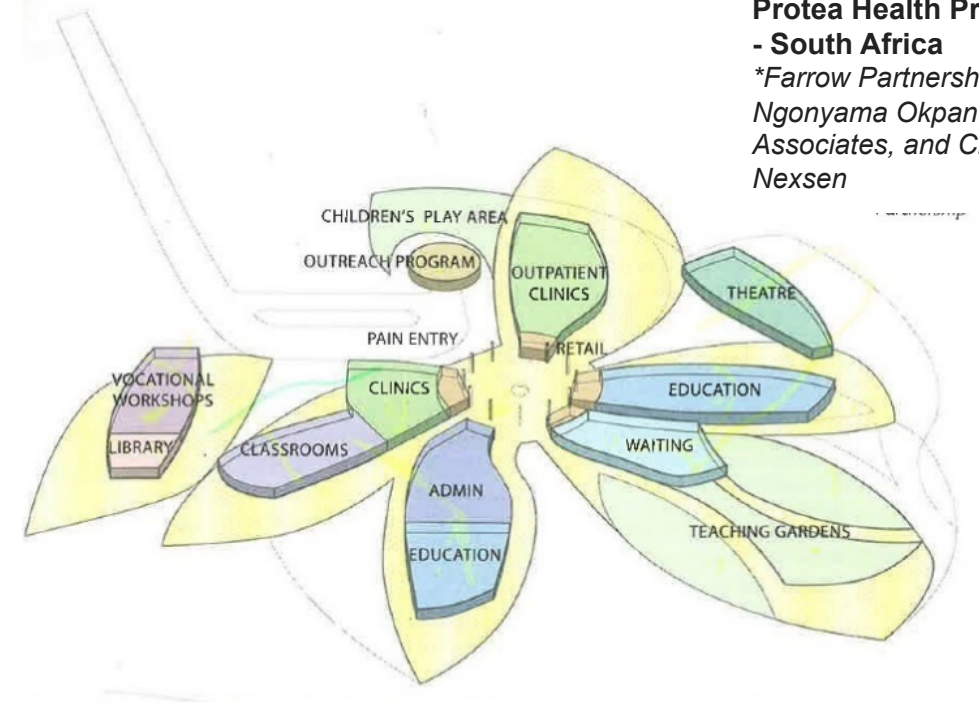 Protea Health Pr
- South Africa
*Farrow Partnersh
Ngonyama Okpan
Associates, and C
Nexsen
CHILDREN'S PLAY AREA
OUTREACH PROGRAM
OUTPATIENT
CLINICS
THEATRE
PAIN ENTRY
RETAIL
VOCATIONAL
WORKSHOPS
CLINICS
EDUCATION
LIBRARY
CLASSROOMS
WAITING
ADMIN
TEACHING GARDENS
EDUCATION